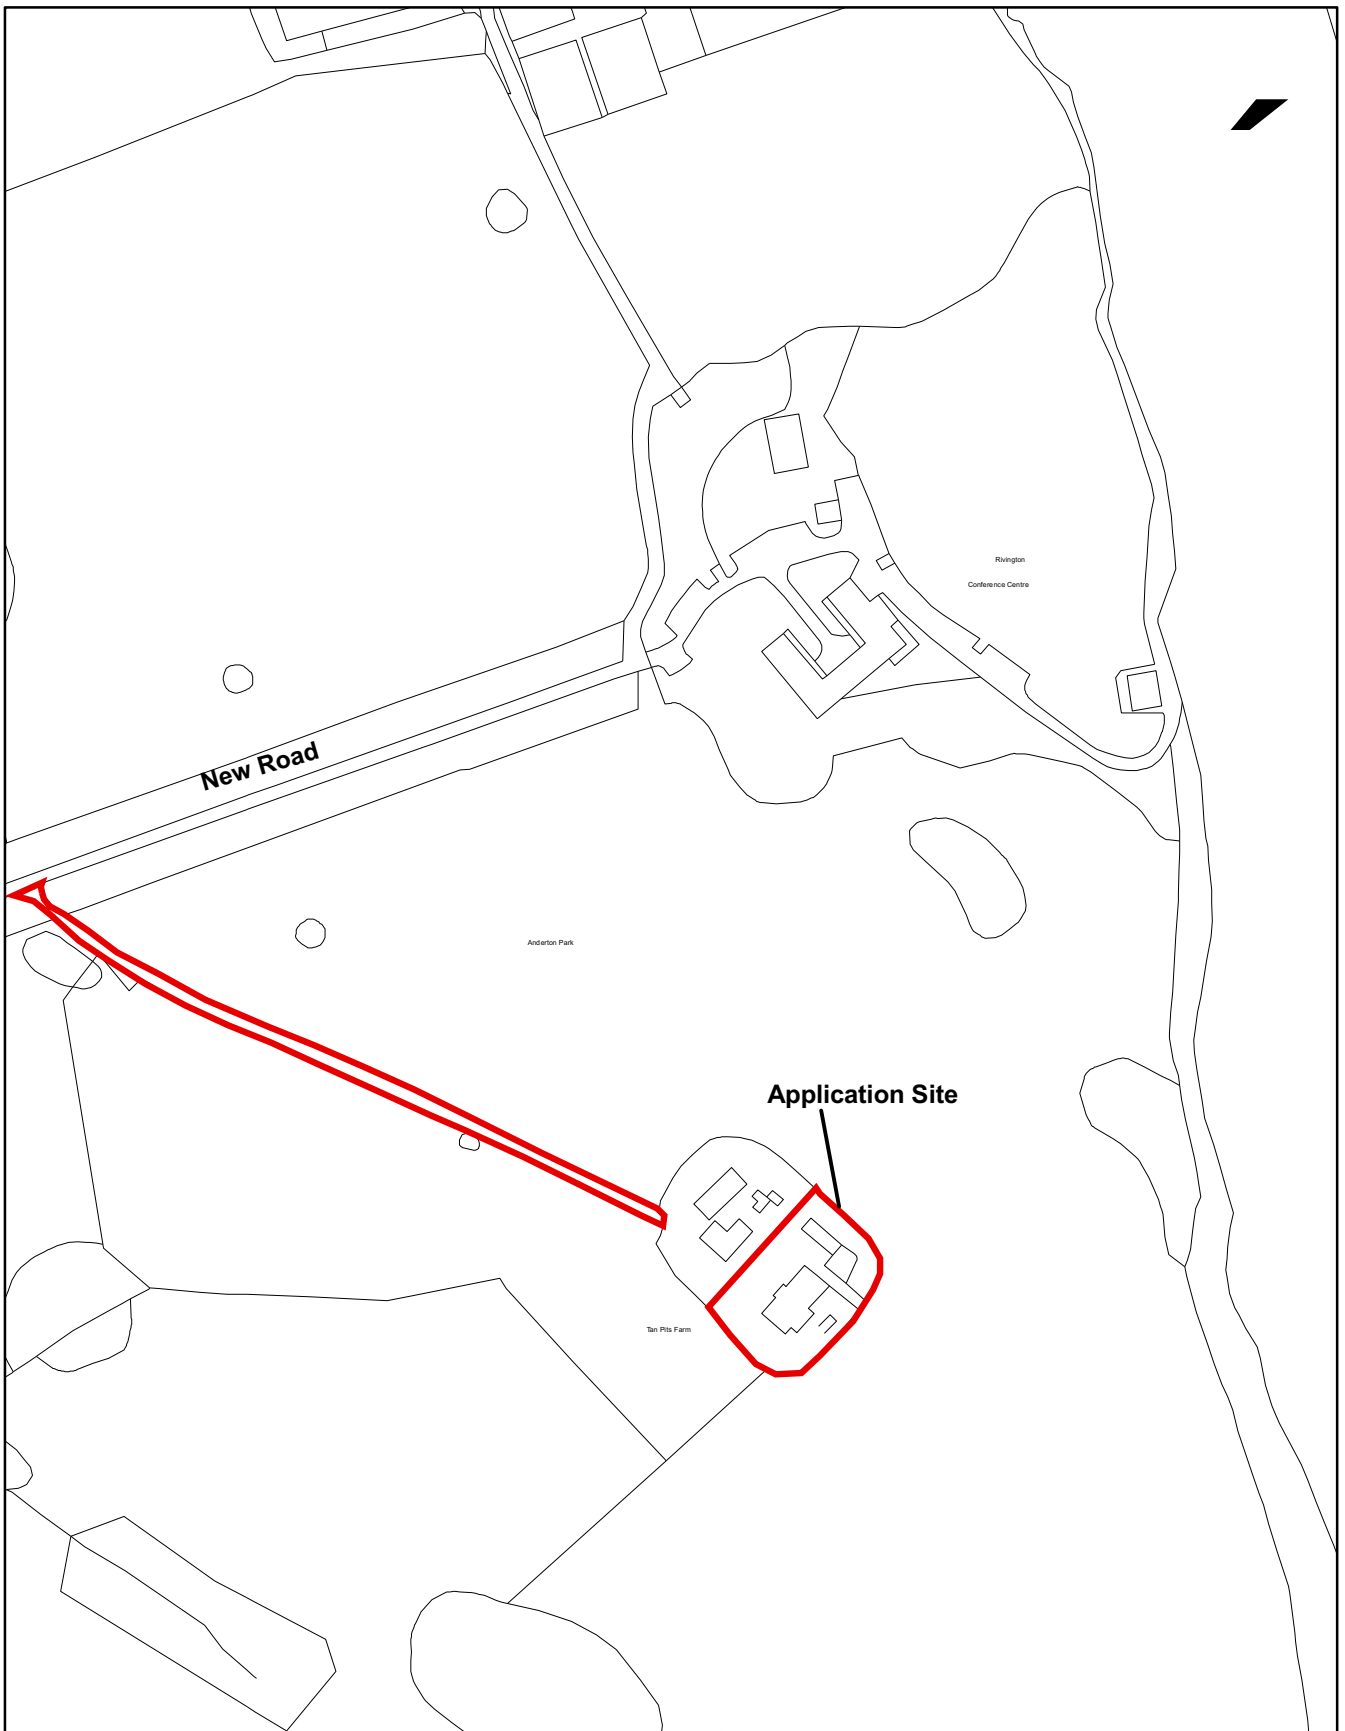 Rivington
Conference Centre
New Road
Anderton Park
Application Site
Tan Pits Farm